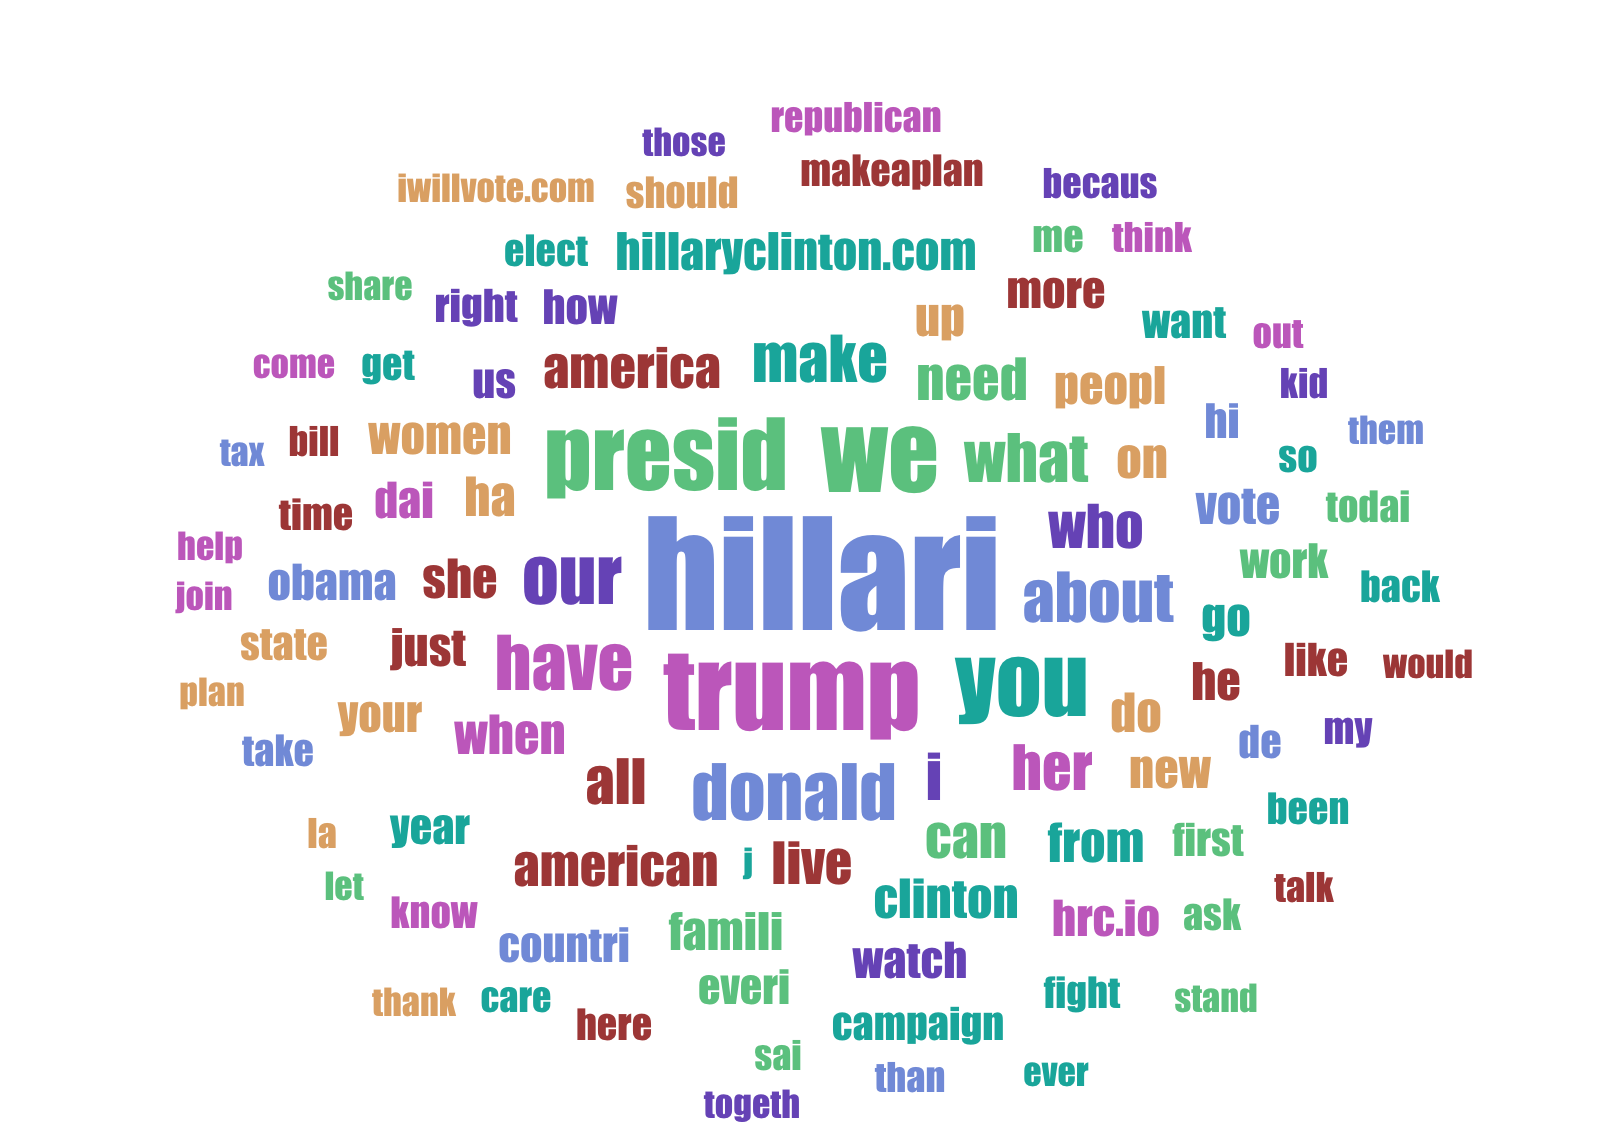 republican
those
makeaplan
becaus
iwillvote.com should
me think
elect hillaryclinton.com
share
more
right how
up
want out
come get
us america make need peopl
kid
hi
them
tax bill women
presid we what on
so
time dai ha
vote todai
who
help
work
join obama she our hillari about
back
go
state just have
like would
he
plan
trump you
your when
do
de my
take
her new
all donald i
been
la year
can from first
american j live
let
clinton
talk
know
hrc.io ask
countri famili
watch
everi
thank care
fight stand
here
campaign
sai
than ever
togeth